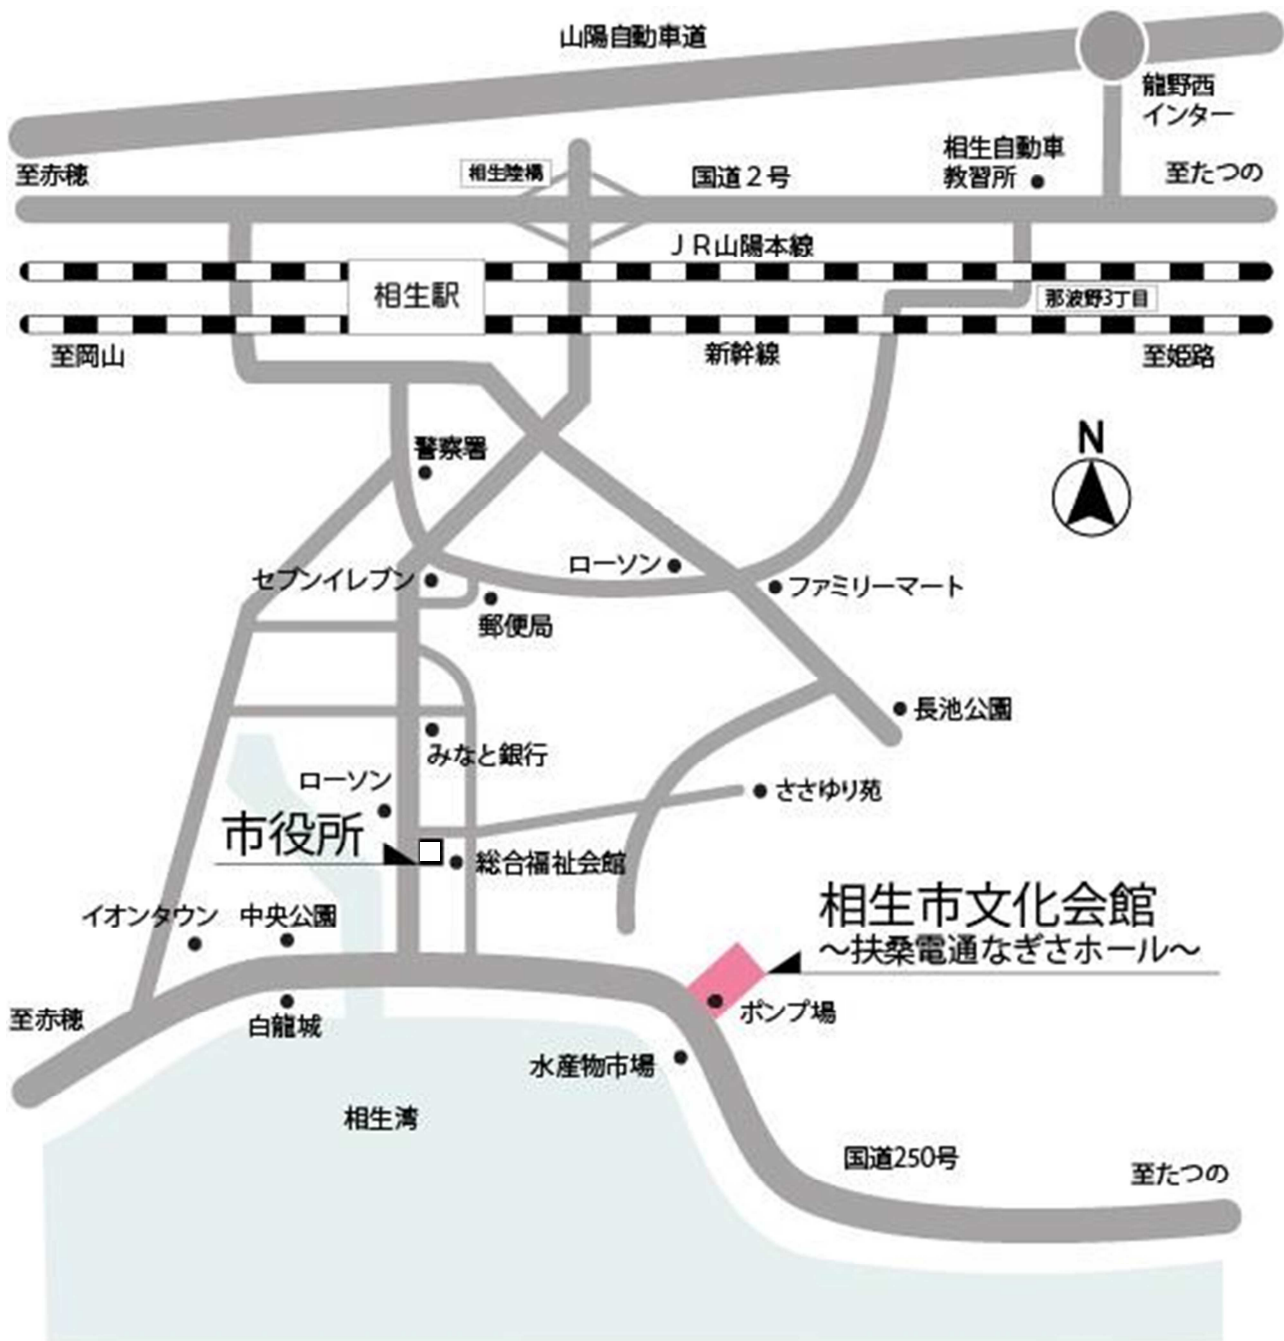 山陽自動車道
龍野西
インター
相生自動車
教習所
至赤穂
相生陸橋
国道2号
至たつの
JR山陽本線
相生駅
那波野3丁目
至岡山
新幹線
至姫路
N
警察署
セブンイレブン
ローソン
ファミリーマート
郵便局
長池公園
みなと銀行
ローソン
ささゆり苑
市役所
総合福祉会館
イオンタウン
中央公園
相生市文化会館
～扶桑電通なぎさホール～
至赤穂
白龍城
ポンプ場
水産物市場
相生湾
国道250号
至たつの